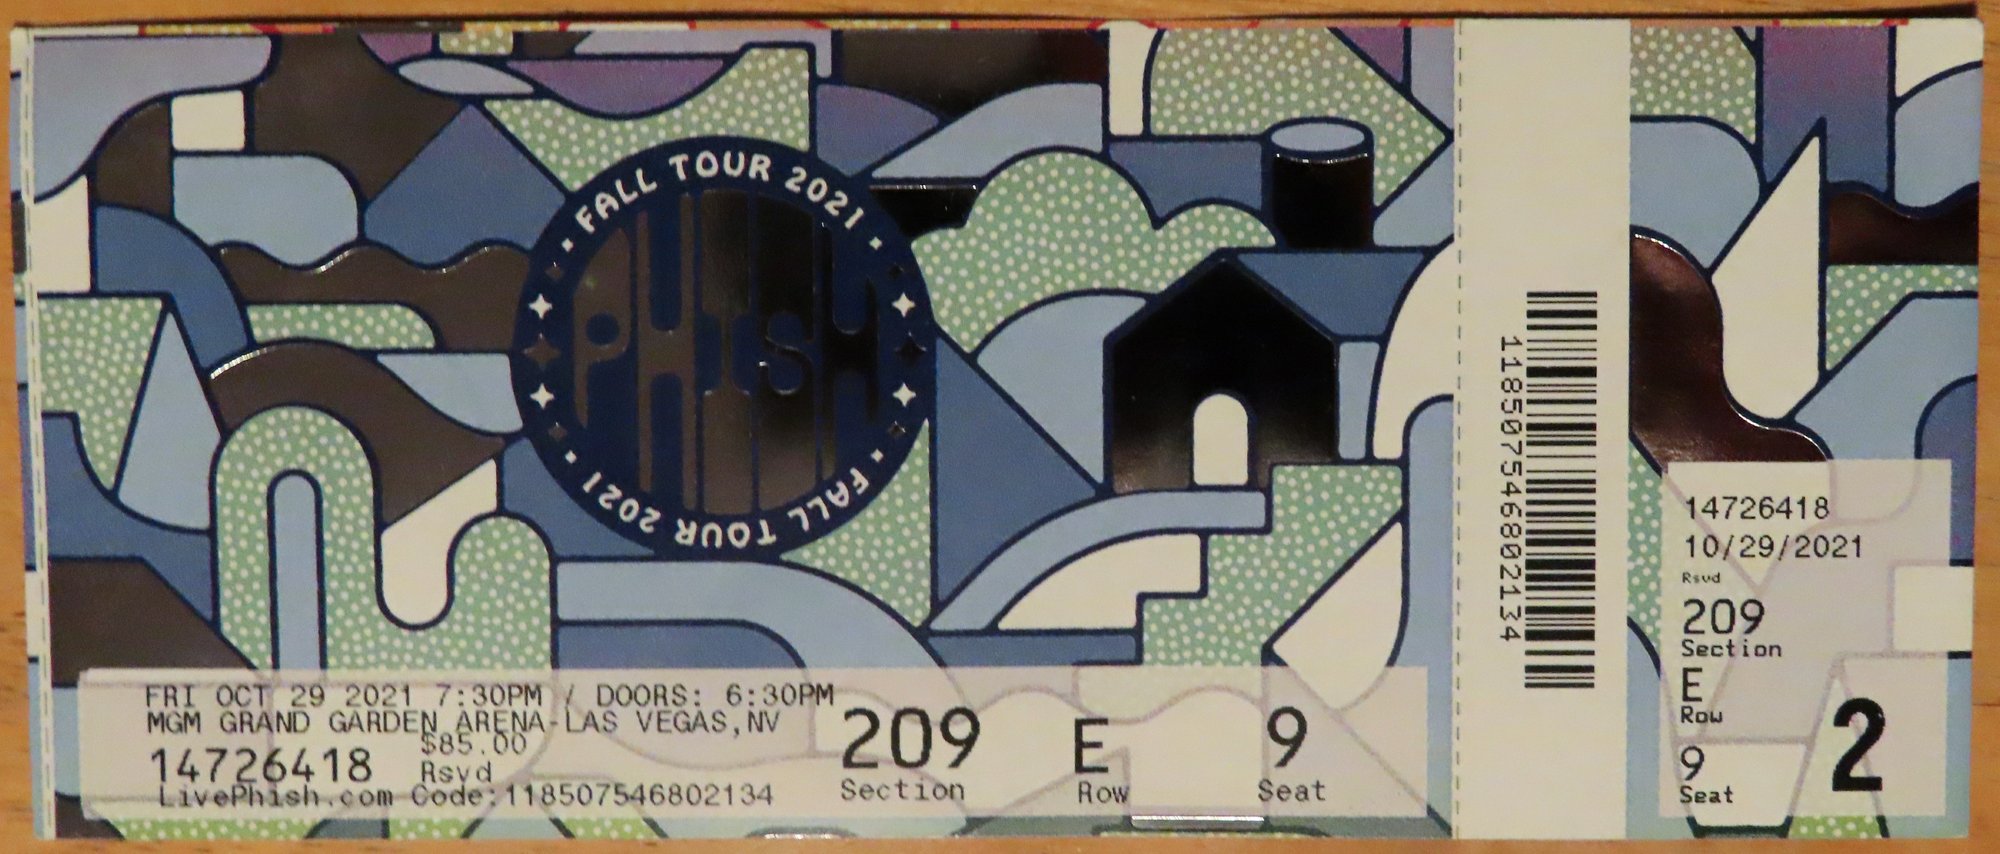 FALL TOUR 2021
PHISH
FALL TOUR 2021
FRI OCT 29 2021 7:30PM / DOORS: 6:30PM
MGM GRAND GARDEN ARENA-LAS VEGAS,NV
$85.00
14726418 Rsvd
LivePhish.com Code:118507546802134
209 E 9
Section Row Seat
118507546802134
14726418
10/29/2021
Rsvd
209
Section
E
Row
9
Seat
2